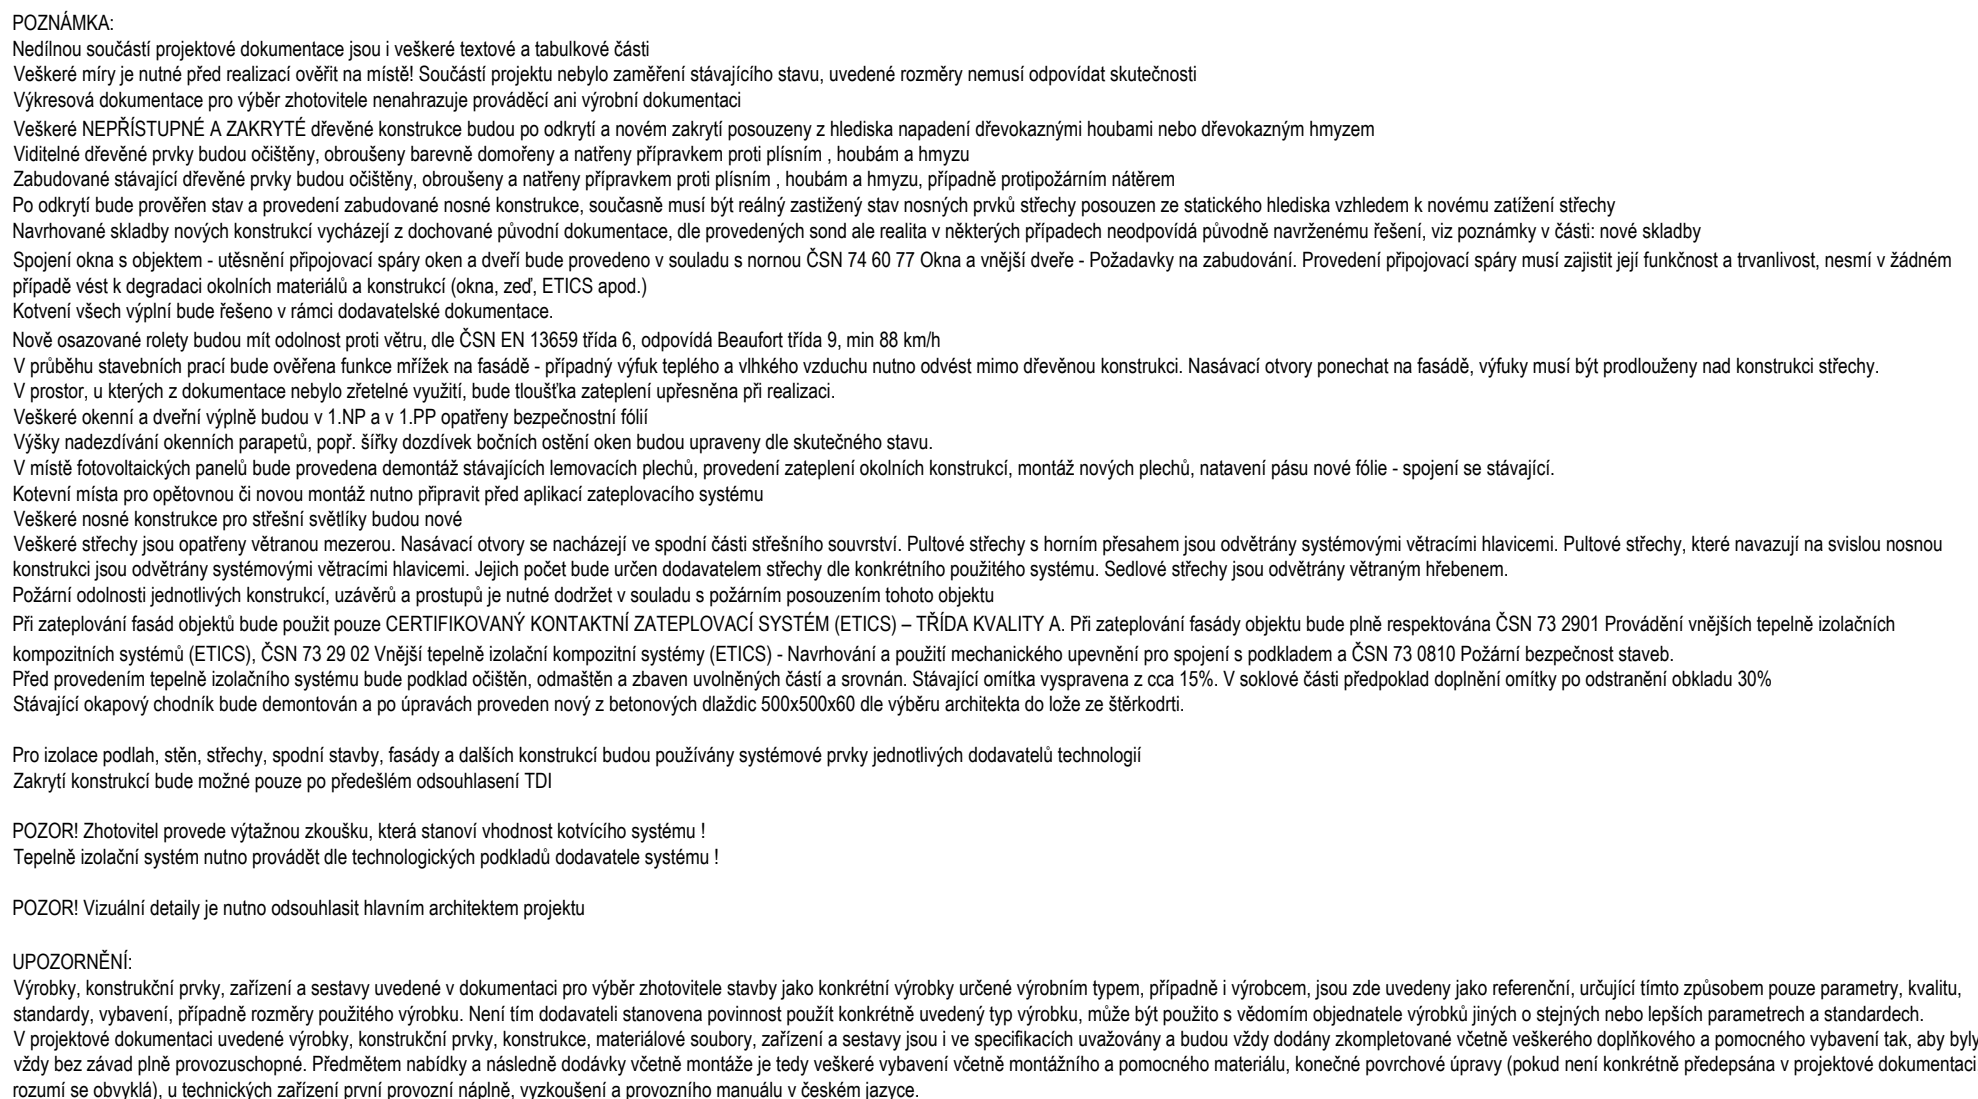 POZNÁMKA:
Nedílnou součástí projektové dokumentace jsou i veškeré textové a tabulkové části
Veškeré míry je nutné před realizací ověřit na místě! Součástí projektu nebylo zaměření stávajícího stavu, uvedené rozměry nemusí odpovídat skutečnosti
Výkresová dokumentace pro výběr zhotovitele nenahrazuje prováděcí ani výrobní dokumentaci
Veškeré NEPŘÍSTUPNÉ A ZAKRYTÉ dřevěné konstrukce budou po odkrytí a novém zakrytí posouzeny z hlediska napadení dřevokaznými houbami nebo dřevokazným hmyzem
Viditelné dřevěné prvky budou očištěny, obroušeny barevně domořeny a natřeny přípravkem proti plísním , houbám a hmyzu
Zabudované stávající dřevěné prvky budou očištěny, obroušeny a natřeny přípravkem proti plísním , houbám a hmyzu, případně protipožárním nátěrem
Po odkrytí bude prověřen stav a provedení zabudované nosné konstrukce, současně musí být reálný zastižený stav nosných prvků střechy posouzen ze statického hlediska vzhledem k novému zatížení střechy
Navrhované skladby nových konstrukcí vycházejí z dochované původní dokumentace, dle provedených sond ale realita v některých případech neodpovídá původně navrženému řešení, viz poznámky v části: nové skladby
Spojení okna s objektem - utěsnění připojovací spáry oken a dveří bude provedeno v souladu s nornou ČSN 74 60 77 Okna a vnější dveře - Požadavky na zabudování. Provedení připojovací spáry musí zajistit její funkčnost a trvanlivost, nesmí v žádném
případě vést k degradaci okolních materiálů a konstrukcí (okna, zeď, ETICS apod.)
Kotvení všech výplní bude řešeno v rámci dodavatelské dokumentace.
Nově osazované rolety budou mít odolnost proti větru, dle ČSN EN 13659 třída 6, odpovídá Beaufort třída 9, min 88 km/h
V průběhu stavebních prací bude ověřena funkce mřížek na fasádě - případný výfuk teplého a vlhkého vzduchu nutno odvést mimo dřevěnou konstrukci. Nasávací otvory ponechat na fasádě, výfuky musí být prodlouženy nad konstrukci střechy.
V prostor, u kterých z dokumentace nebylo zřetelné využití, bude tloušťka zateplení upřesněna při realizaci.
Veškeré okenní a dveřní výplně budou v 1.NP a v 1.PP opatřeny bezpečnostní fólií
Výšky nadezdívání okenních parapetů, popř. šířky dozdívek bočních ostění oken budou upraveny dle skutečného stavu.
V místě fotovoltaických panelů bude provedena demontáž stávajících lemovacích plechů, provedení zateplení okolních konstrukcí, montáž nových plechů, natavení pásu nové fólie - spojení se stávající.
Kotevní místa pro opětovnou či novou montáž nutno připravit před aplikací zateplovacího systému
Veškeré nosné konstrukce pro střešní světlíky budou nové
Veškeré střechy jsou opatřeny větranou mezerou. Nasávací otvory se nacházejí ve spodní části střešního souvrství. Pultové střechy s horním přesahem jsou odvětrány systémovými větracími hlavicemi. Pultové střechy, které navazují na svislou nosnou
konstrukci jsou odvětrány systémovými větracími hlavicemi. Jejich počet bude určen dodavatelem střechy dle konkrétního použitého systému. Sedlové střechy jsou odvětrány větraným hřebenem.
Požární odolnosti jednotlivých konstrukcí, uzávěrů a prostupů je nutné dodržet v souladu s požárním posouzením tohoto objektu
Při zateplování fasád objektů bude použit pouze CERTIFIKOVANÝ KONTAKTNÍ ZATEPLOVACÍ SYSTÉM (ETICS) – TŘÍDA KVALITY A. Při zateplování fasády objektu bude plně respektována ČSN 73 2901 Provádění vnějších tepelně izolačních
kompozitních systémů (ETICS), ČSN 73 29 02 Vnější tepelně izolační kompozitní systémy (ETICS) - Navrhování a použití mechanického upevnění pro spojení s podkladem a ČSN 73 0810 Požární bezpečnost staveb.
Před provedením tepelně izolačního systému bude podklad očištěn, odmaštěn a zbaven uvolněných částí a srovnán. Stávající omítka vyspravena z cca 15%. V soklové části předpoklad doplnění omítky po odstranění obkladu 30%
Stávající okapový chodník bude demontován a po úpravách proveden nový z betonových dlaždic 500x500x60 dle výběru architekta do lože ze štěrkodrti.
Pro izolace podlah, stěn, střechy, spodní stavby, fasády a dalších konstrukcí budou používány systémové prvky jednotlivých dodavatelů technologií
Zakrytí konstrukcí bude možné pouze po předešlém odsouhlasení TDI
POZOR! Zhotovitel provede výtažnou zkoušku, která stanoví vhodnost kotvícího systému !
Tepelně izolační systém nutno provádět dle technologických podkladů dodavatele systému !
POZOR! Vizuální detaily je nutno odsouhlasit hlavním architektem projektu
UPOZORNĚNÍ:
Výrobky, konstrukční prvky, zařízení a sestavy uvedené v dokumentaci pro výběr zhotovitele stavby jako konkrétní výrobky určené výrobním typem, případně i výrobcem, jsou zde uvedeny jako referenční, určující tímto způsobem pouze parametry, kvalitu,
standardy, vybavení, případně rozměry použitého výrobku. Není tím dodavateli stanovena povinnost použít konkrétně uvedený typ výrobku, může být použito s vědomím objednatele výrobků jiných o stejných nebo lepších parametrech a standardech.
V projektové dokumentaci uvedené výrobky, konstrukční prvky, konstrukce, materiálové soubory, zařízení a sestavy jsou i ve specifikacích uvažovány a budou vždy dodány zkompletované včetně veškerého doplňkového a pomocného vybavení tak, aby byly
vždy bez závad plně provozuschopné. Předmětem nabídky a následně dodávky včetně montáže je tedy veškeré vybavení včetně montážního a pomocného materiálu, konečné povrchové úpravy (pokud není konkrétně předepsána v projektové dokumentaci
rozumí se obvyklá), u technických zařízení první provozní náplně, vyzkoušení a provozního manuálu v českém jazyce.